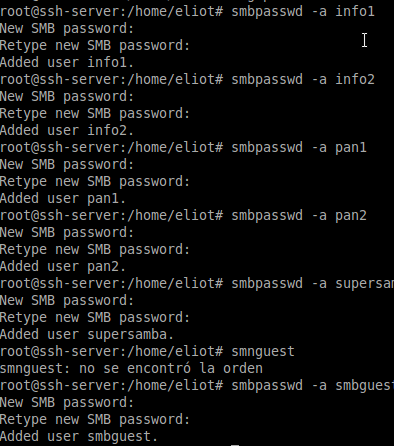 root@ssh-server:/home/eliot# smbpasswd -a info1
New SMB password:
Retype new SMB password:
Added user info1.
root@ssh-server:/home/eliot# smbpasswd -a info2
New SMB password:
Retype new SMB password:
Added user info2.
root@ssh-server:/home/eliot# smbpasswd -a pan1
New SMB password:
Retype new SMB password:
Added user pan1.
root@ssh-server:/home/eliot# smbpasswd -a pan2
New SMB password:
Retype new SMB password:
Added user pan2.
root@ssh-server:/home/eliot# smbpasswd -a supersam
New SMB password:
Retype new SMB password:
Added user supersamba.
root@ssh-server:/home/eliot# smnguest
smnguest: no se encontró la orden
root@ssh-server:/home/eliot# smbpasswd -a smbguest
New SMB password:
Retype new SMB password:
Added user smbguest.